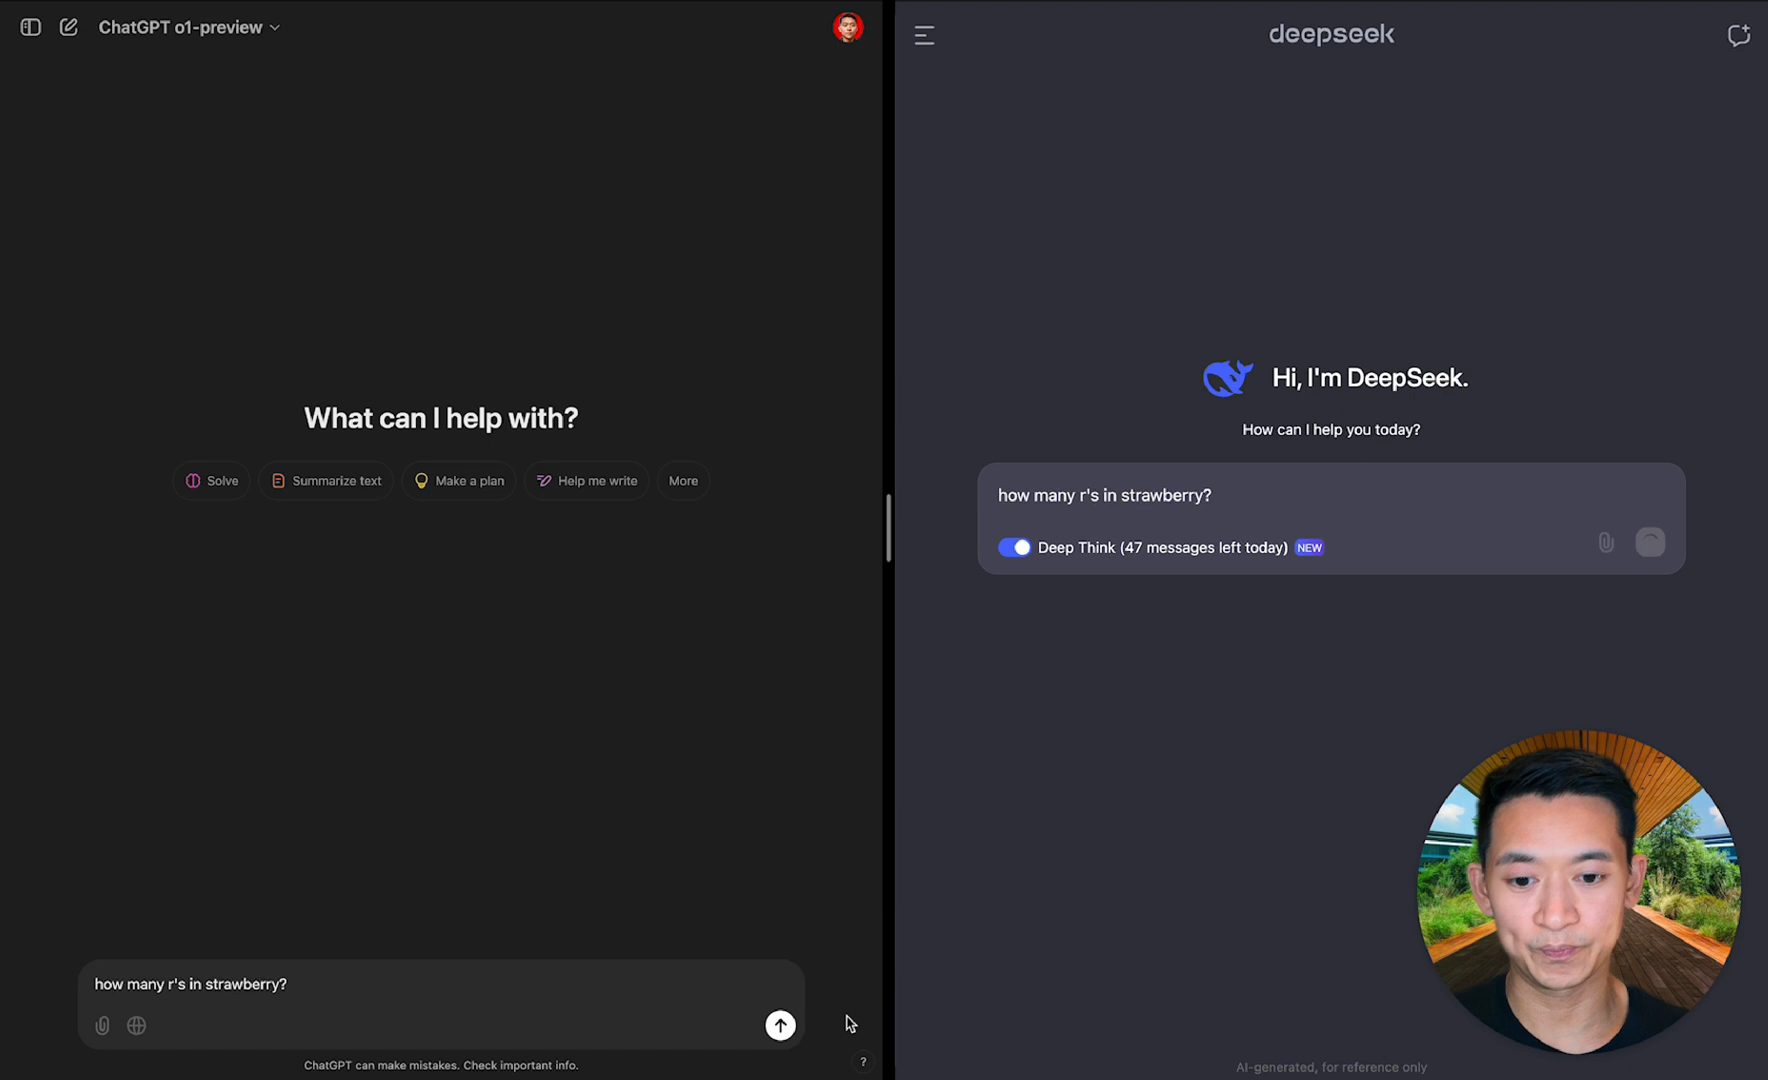 ChatGPT o1-preview
What can I help with?
Solve
Summarize text
Make a plan
Help me write
More
how many r's in strawberry?
ChatGPT can make mistakes. Check important info.
?
deepseek
Hi, I'm DeepSeek.
How can I help you today?
how many r's in strawberry?
Deep Think (47 messages left today) NEW
AI-generated, for reference only